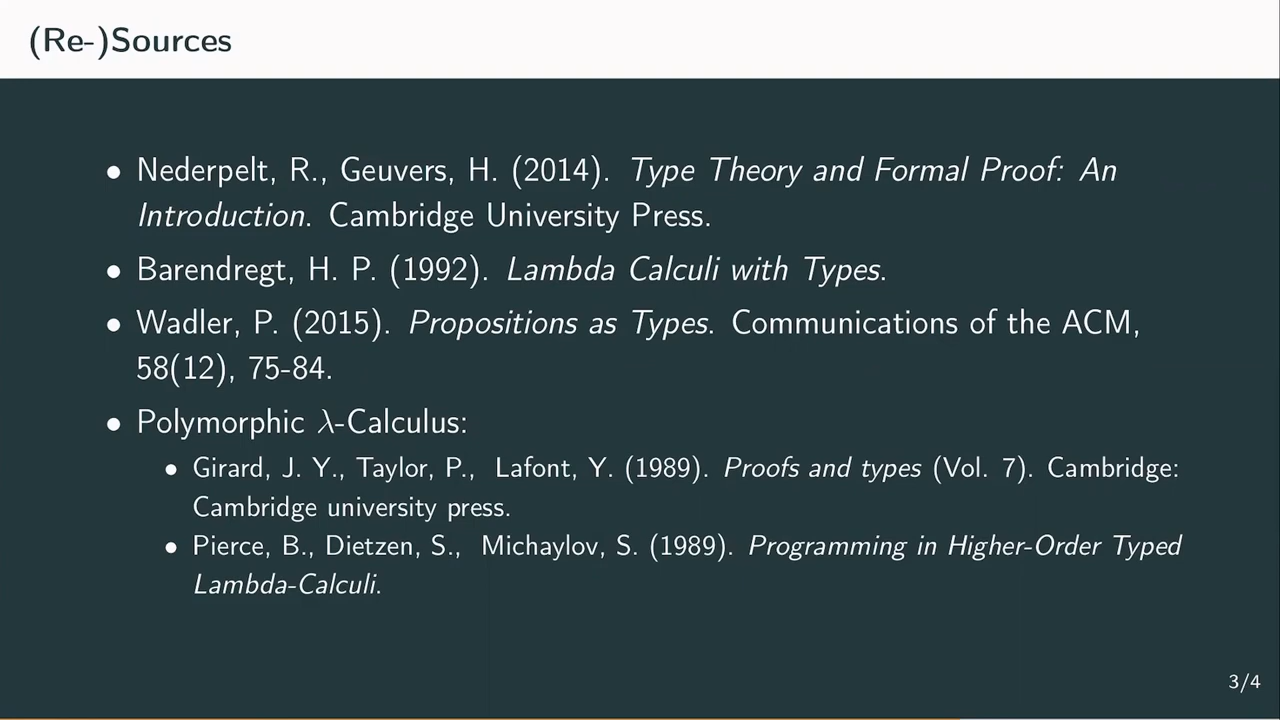 (Re-)Sources
• Nederpelt, R., Geuvers, H. (2014). Type Theory and Formal Proof: An
Introduction. Cambridge University Press.
• Barendregt, H. P. (1992). Lambda Calculi with Types.
• Wadler, P. (2015). Propositions as Types. Communications of the ACM,
58(12), 75-84.
• Polymorphic λ-Calculus:
• Girard, J. Y., Taylor, P., Lafont, Y. (1989). Proofs and types (Vol. 7). Cambridge:
Cambridge university press.
• Pierce, B., Dietzen, S., Michaylov, S. (1989). Programming in Higher-Order Typed
Lambda-Calculi.
3/4